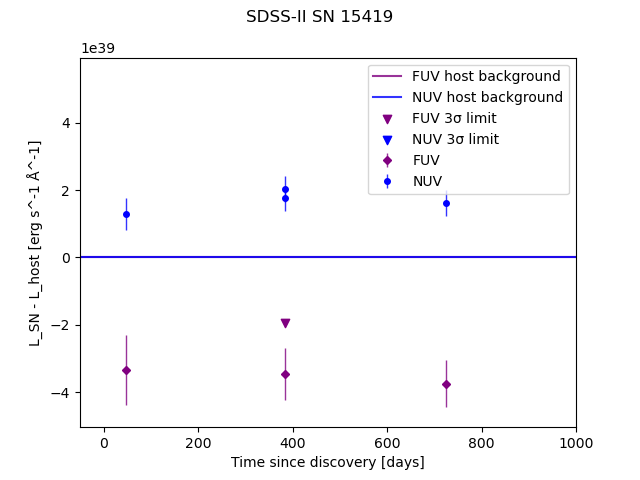 SDSS-II SN 15419
1e39
FUV host background
NUV host background
FUV 3σ limit
NUV 3σ limit
FUV
NUV
4
2
0
−2
−4
L_SN - L_host [erg s^-1 Å^-1]
0 200 400 600 800 1000
Time since discovery [days]